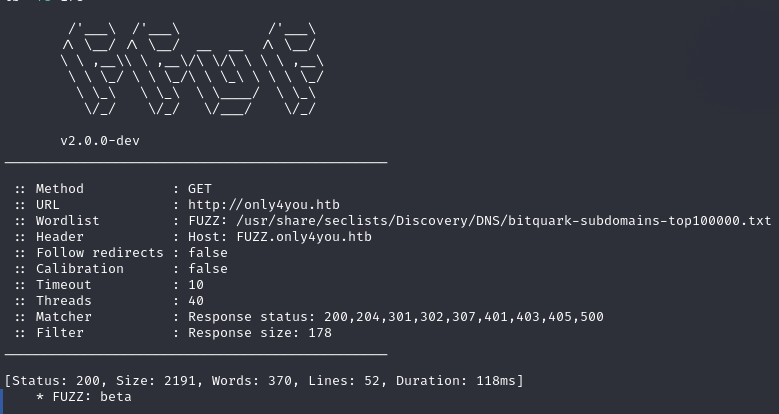 v2.0.0-dev
:: Method : GET
:: URL : http://only4you.htb
:: Wordlist : FUZZ: /usr/share/seclists/Discovery/DNS/bitquark-subdomains-top100000.txt
:: Header : Host: FUZZ.only4you.htb
:: Follow redirects : false
:: Calibration : false
:: Timeout : 10
:: Threads : 40
:: Matcher : Response status: 200,204,301,302,307,401,403,405,500
:: Filter : Response size: 178
[Status: 200, Size: 2191, Words: 370, Lines: 52, Duration: 118ms]
* FUZZ: beta